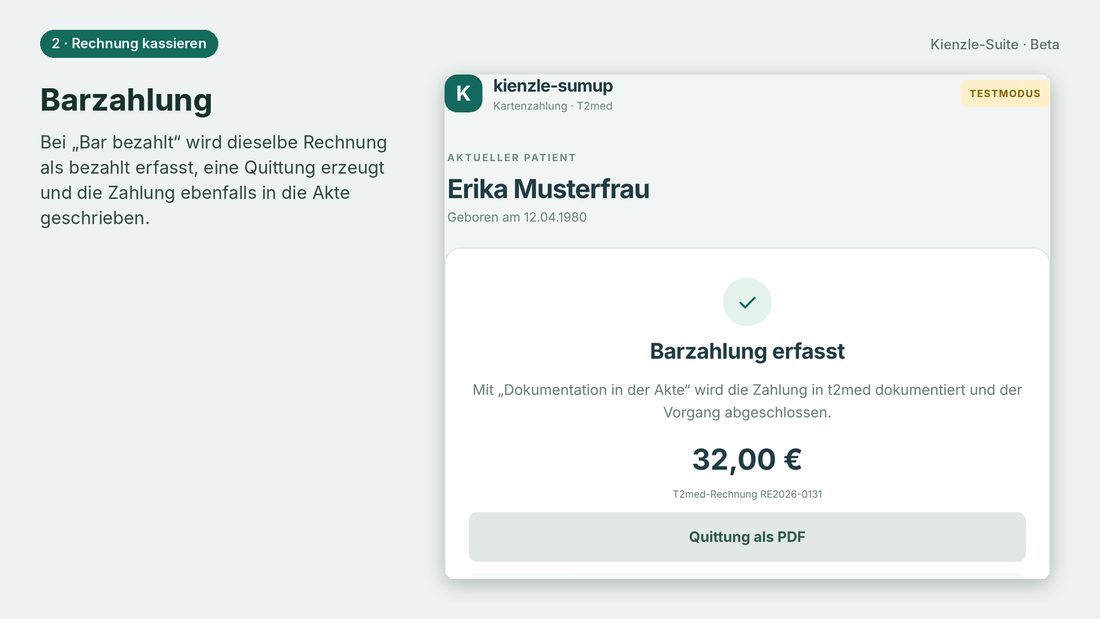 2 · Rechnung kassieren
Kienzle-Suite · Beta
Barzahlung
Bei „Bar bezahlt“ wird dieselbe Rechnung
als bezahlt erfasst, eine Quittung erzeugt
und die Zahlung ebenfalls in die Akte
geschrieben.
K
kienzle-sumup
Kartenzahlung · T2med
TESTMODUS
AKTUELLER PATIENT
Erika Musterfrau
Geboren am 12.04.1980
Barzahlung erfasst
Mit „Dokumentation in der Akte“ wird die Zahlung in t2med dokumentiert und der
Vorgang abgeschlossen.
32,00 €
T2med-Rechnung RE2026-0131
Quittung als PDF